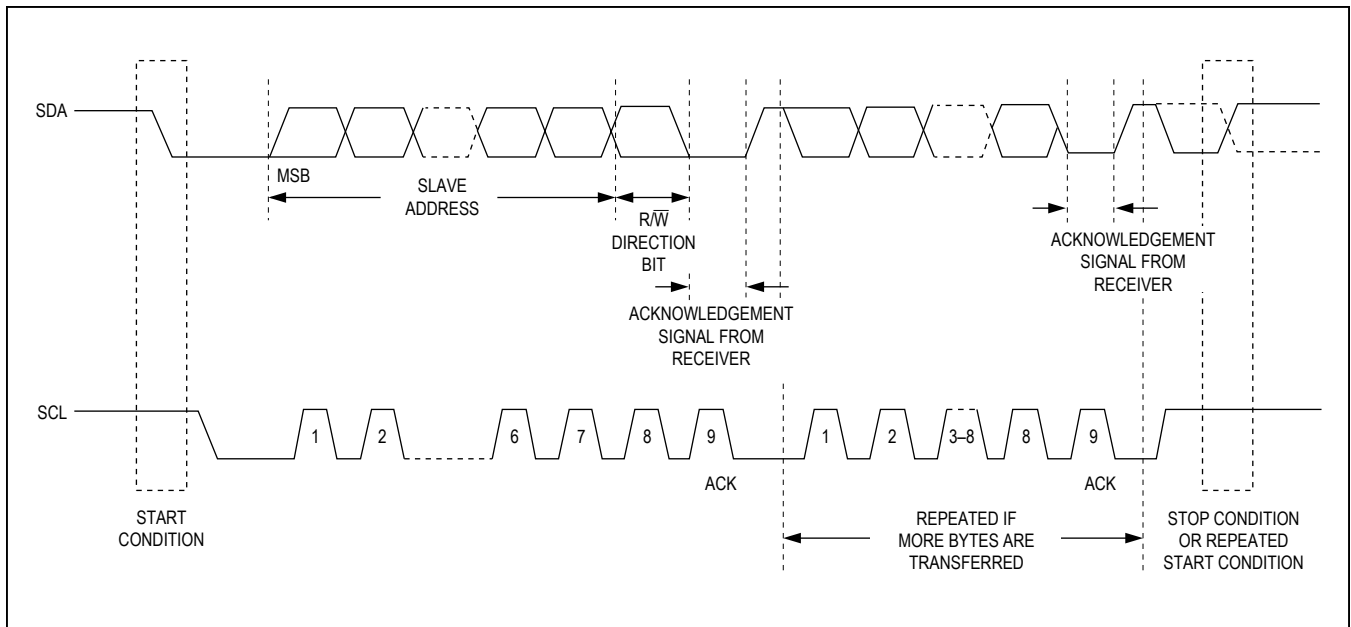 SDA
MSB
SLAVE
ADDRESS
R/W̅
DIRECTION
BIT
ACKNOWLEDGEMENT
SIGNAL FROM
RECEIVER
ACKNOWLEDGEMENT
SIGNAL FROM
RECEIVER
SCL
1
2
6
7
8
9
1
2
3–8
8
9
ACK
ACK
START
CONDITION
REPEATED IF
MORE BYTES ARE
TRANSFERRED
STOP CONDITION
OR REPEATED
START CONDITION